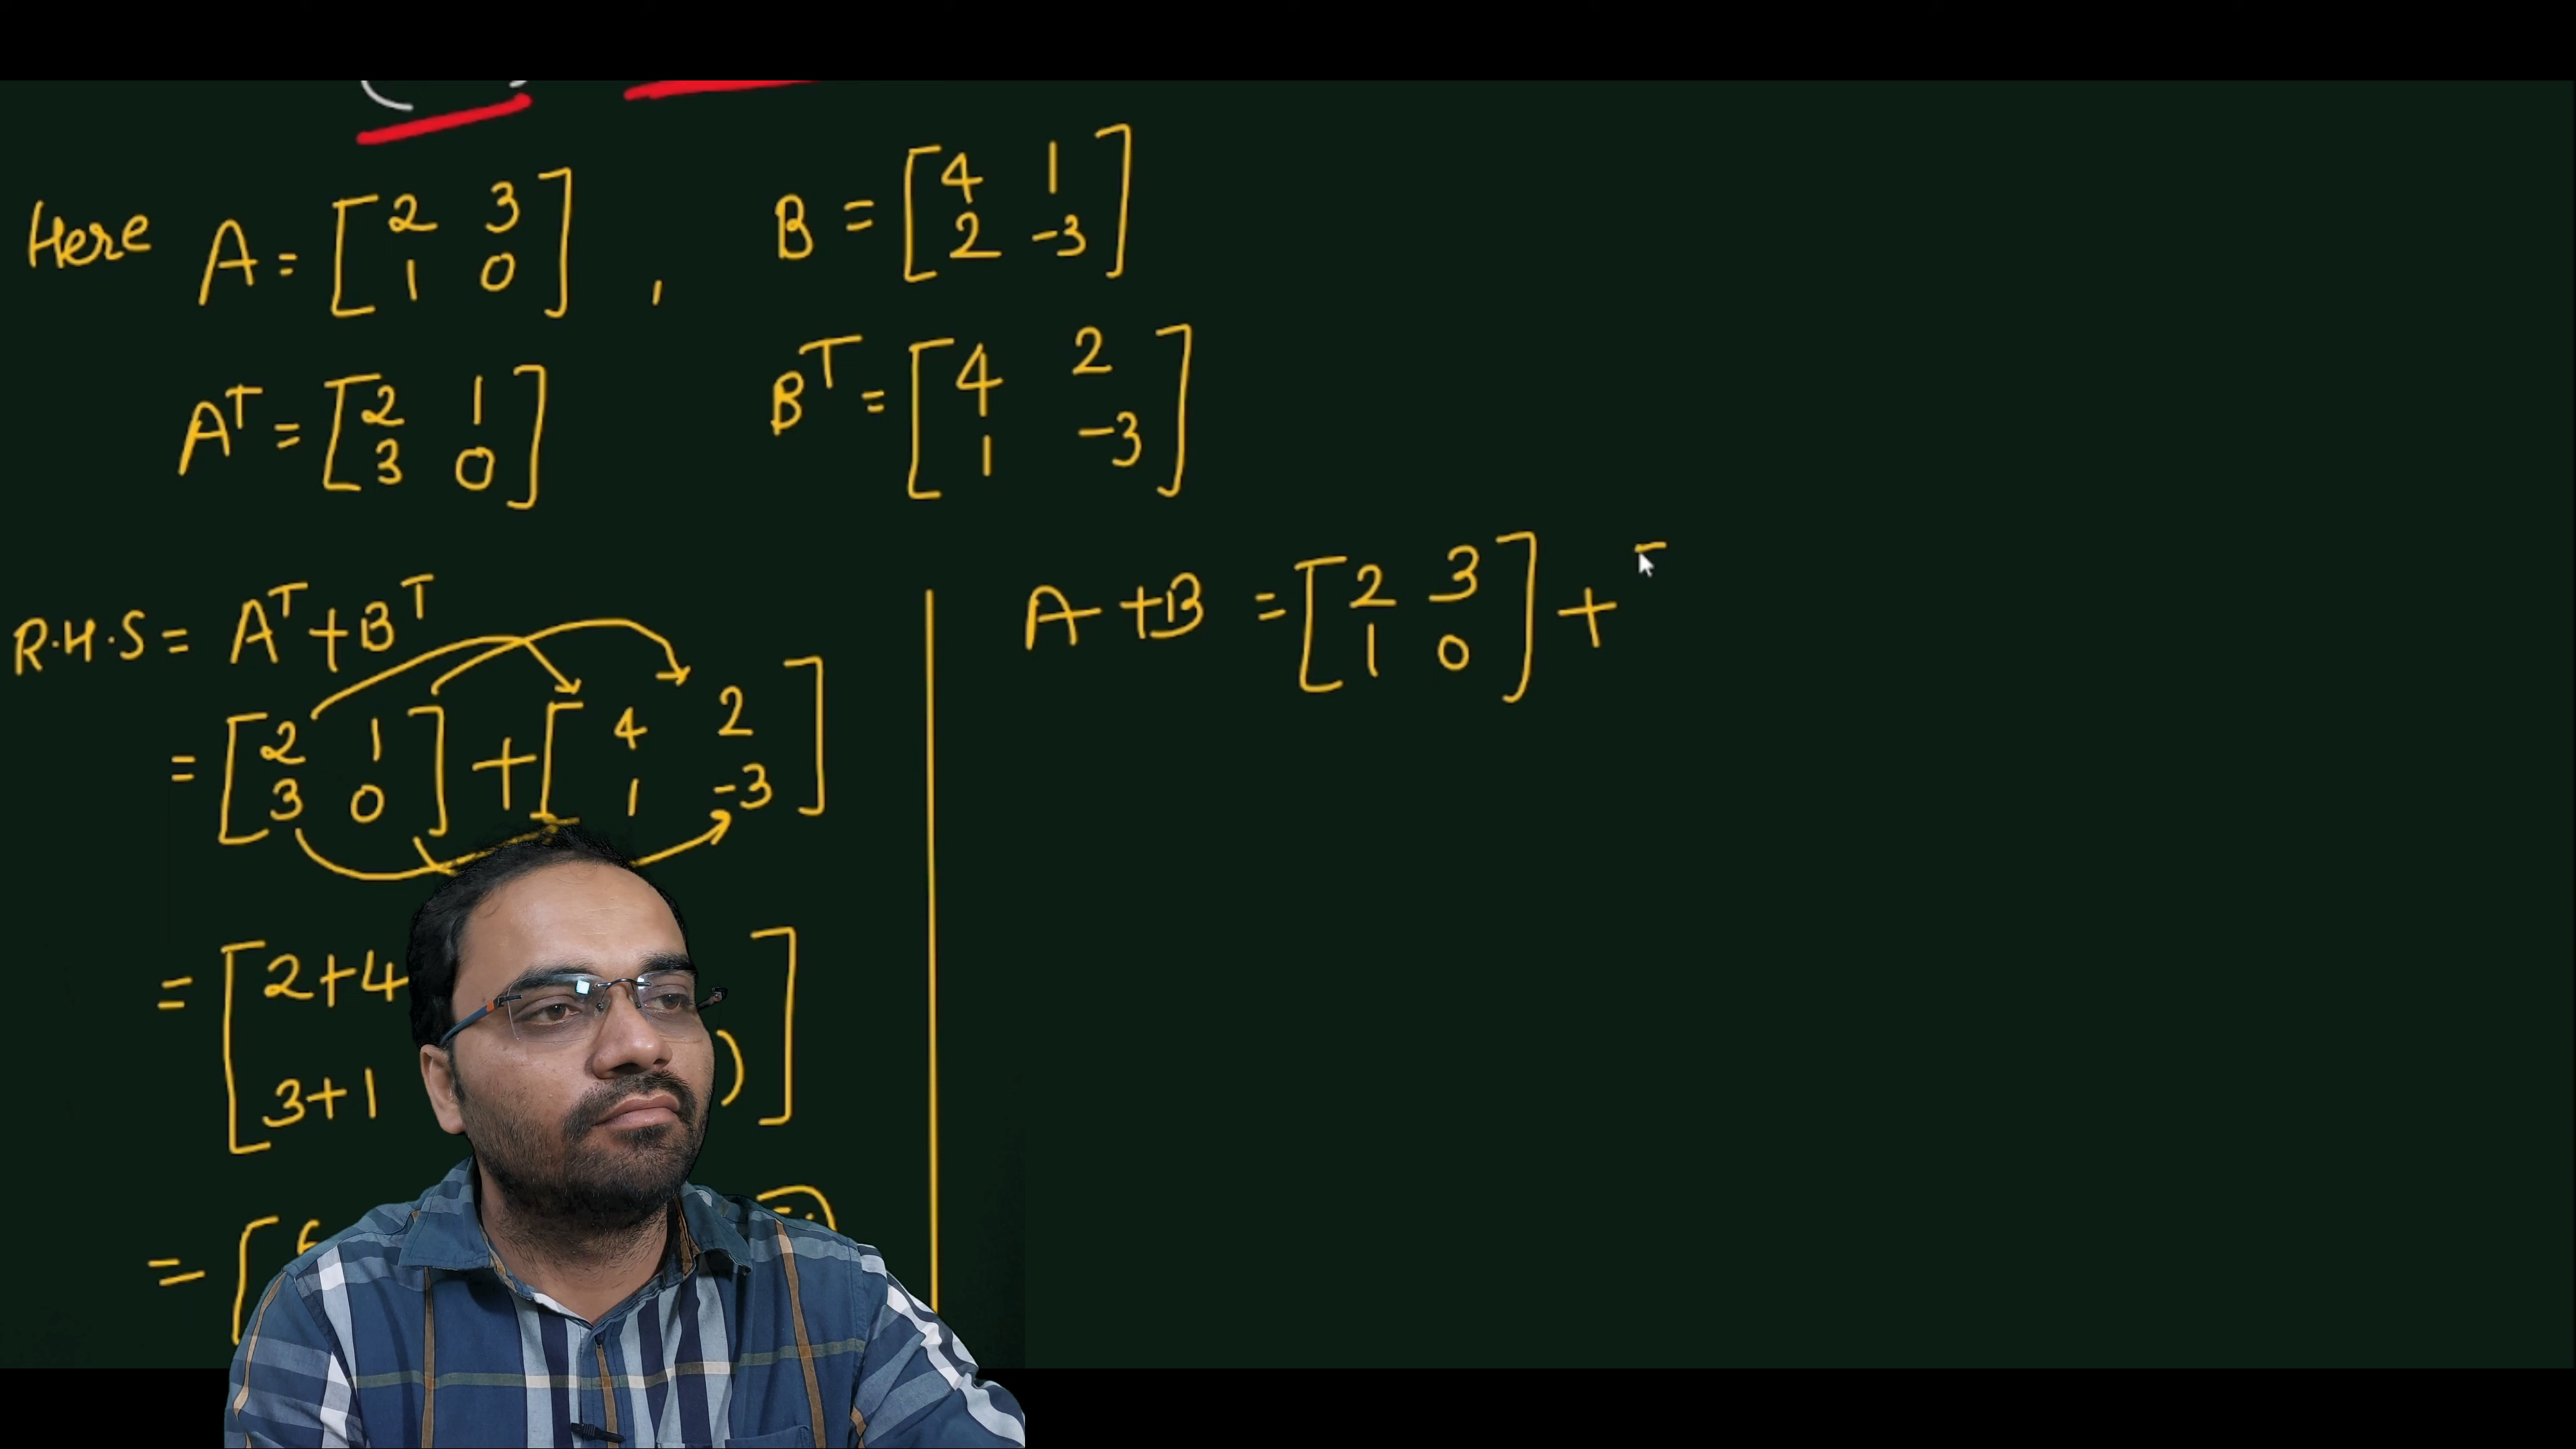 Here A = [2 3
1 0] , B = [4 1
2 -3]
A^T = [2 1
3 0] B^T = [4 2
1 -3]
R.H.S = A^T + B^T
= [2 1
3 0] + [4 2
1 -3]
= [2+4
3+1 )]
= [
A + B = [2 3
1 0] +